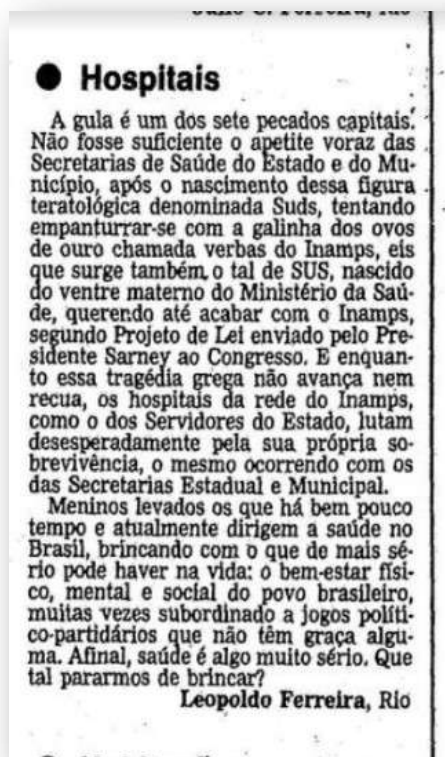 ● Hospitais
A gula é um dos sete pecados capitais.
Não fosse suficiente o apetite voraz das
Secretarias de Saúde do Estado e do Mu-
nicípio, após o nascimento dessa figura
teratológica denominada Suds, tentando
empanturrar-se com a galinha dos ovos
de ouro chamada verbas do Inamps, eis
que surge também o tal de SUS, nascido
do ventre materno do Ministério da Saú-
de, querendo até acabar com o Inamps,
segundo Projeto de Lei enviado pelo Pre-
sidente Sarney ao Congresso. E enquan-
to essa tragédia grega não avança nem
recua, os hospitais da rede do Inamps,
como o dos Servidores do Estado, lutam
desesperadamente pela sua própria so-
brevivência, o mesmo ocorrendo com os
das Secretarias Estadual e Municipal.
Meninos levados os que há bem pouco
tempo e atualmente dirigem a saúde no
Brasil, brincando com o que de mais sé-
rio pode haver na vida: o bem-estar físi-
co, mental e social do povo brasileiro,
muitas vezes subordinado a jogos políti-
co-partidários que não têm graça algu-
ma. Afinal, saúde é algo muito sério. Que
tal pararmos de brincar?
Leopoldo Ferreira, Rio